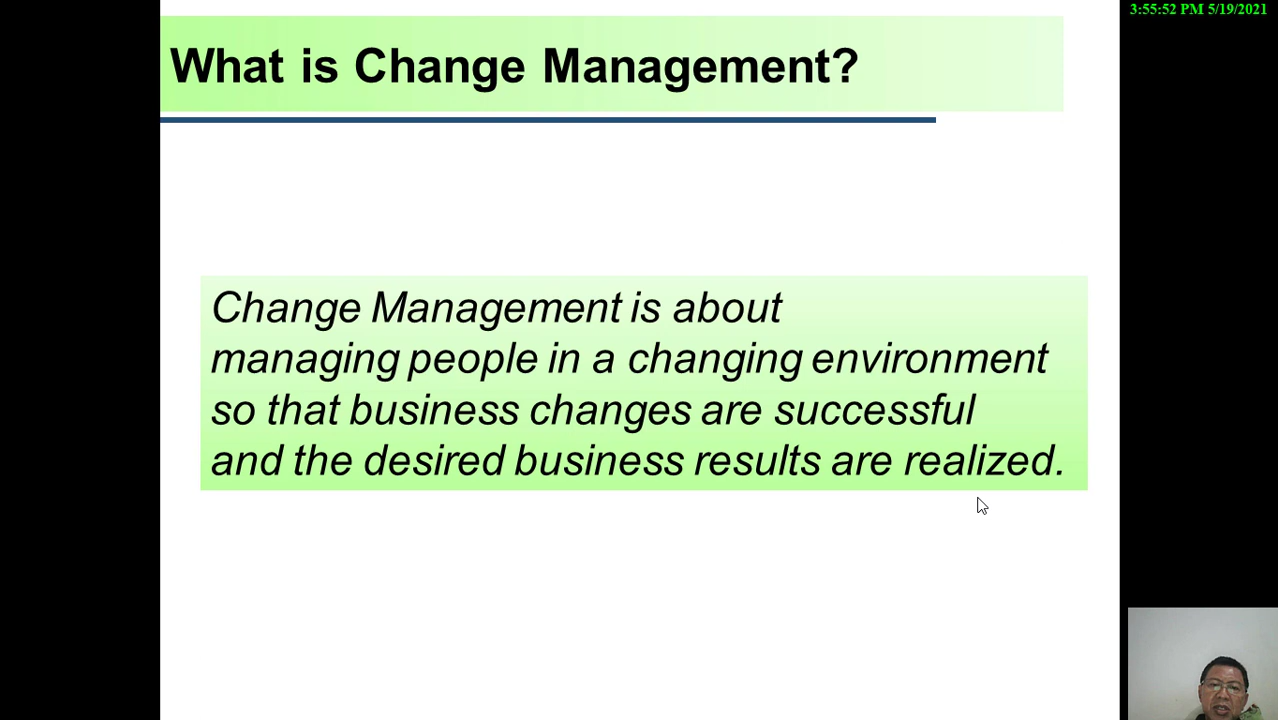 3:55:52 PM 5/19/2021
What is Change Management?
Change Management is about
managing people in a changing environment
so that business changes are successful
and the desired business results are realized.